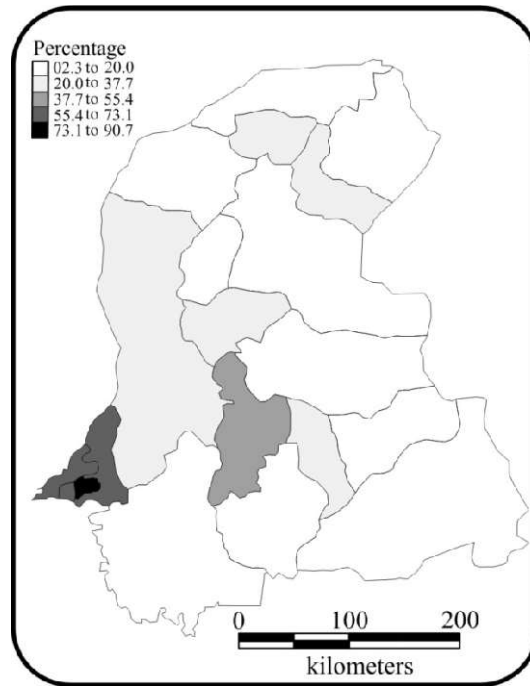 Percentage
02.3 to 20.0
20.0 to 37.7
37.7 to 55.4
55.4 to 73.1
73.1 to 90.7
0 100 200
kilometers